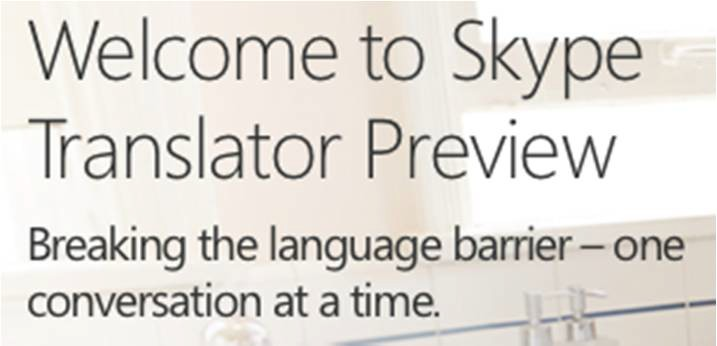 Welcome to Skype
Translator Preview
Breaking the language barrier – one
conversation at a time.